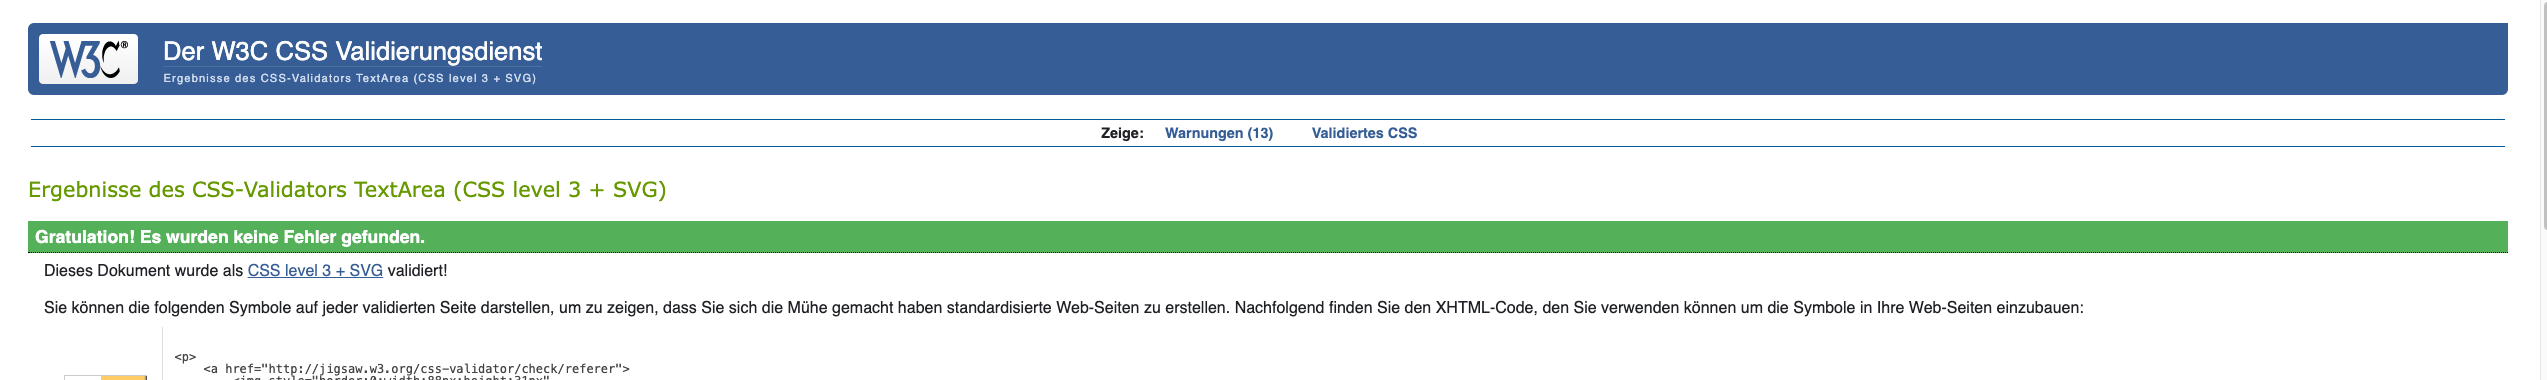 W3C®
Der W3C CSS Validierungsdienst
Ergebnisse des CSS-Validators TextArea (CSS level 3 + SVG)
Zeige: Warnungen (13) Validiertes CSS
Ergebnisse des CSS-Validators TextArea (CSS level 3 + SVG)
Gratulation! Es wurden keine Fehler gefunden.
Dieses Dokument wurde als CSS level 3 + SVG validiert!
Sie können die folgenden Symbole auf jeder validierten Seite darstellen, um zu zeigen, dass Sie sich die Mühe gemacht haben standardisierte Web-Seiten zu erstellen. Nachfolgend finden Sie den XHTML-Code, den Sie verwenden können um die Symbole in Ihre Web-Seiten einzubauen:
<p>
<a href="http://jigsaw.w3.org/css-validator/check/referer">